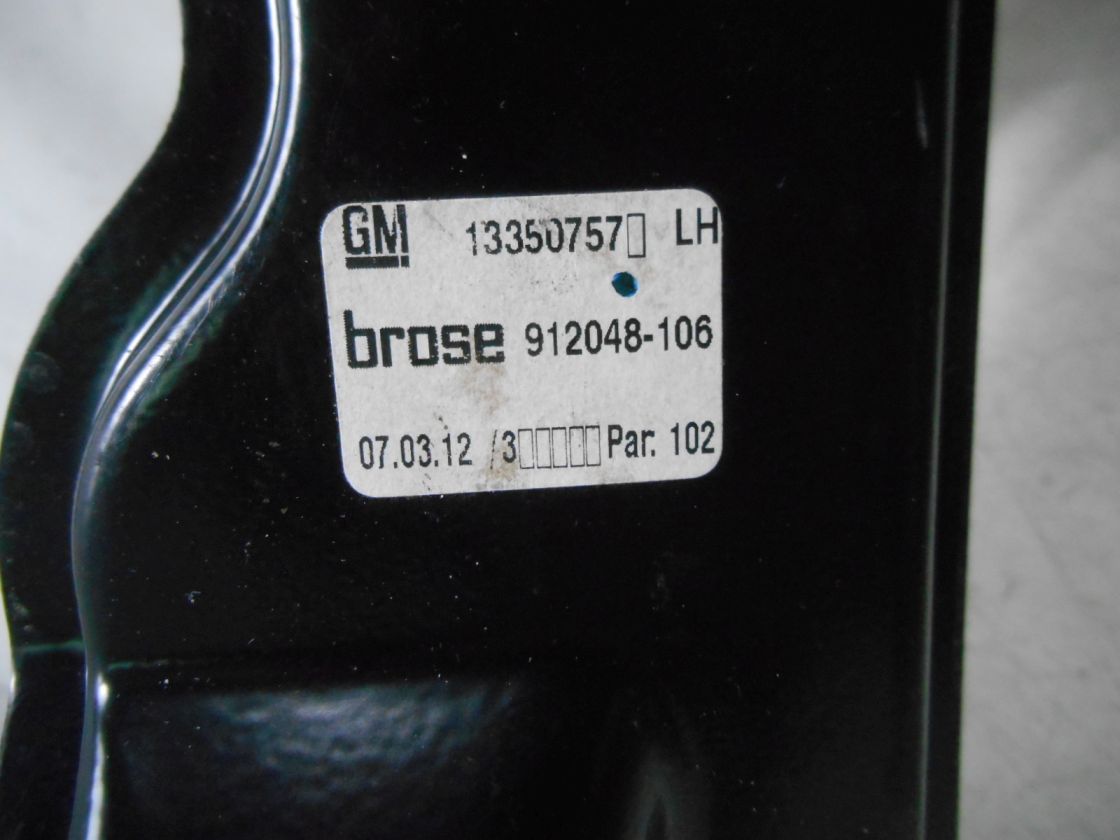 GM 13350757▯ LH
brose 912048-106
07.03.12 /3▯▯▯▯▯Par. 102